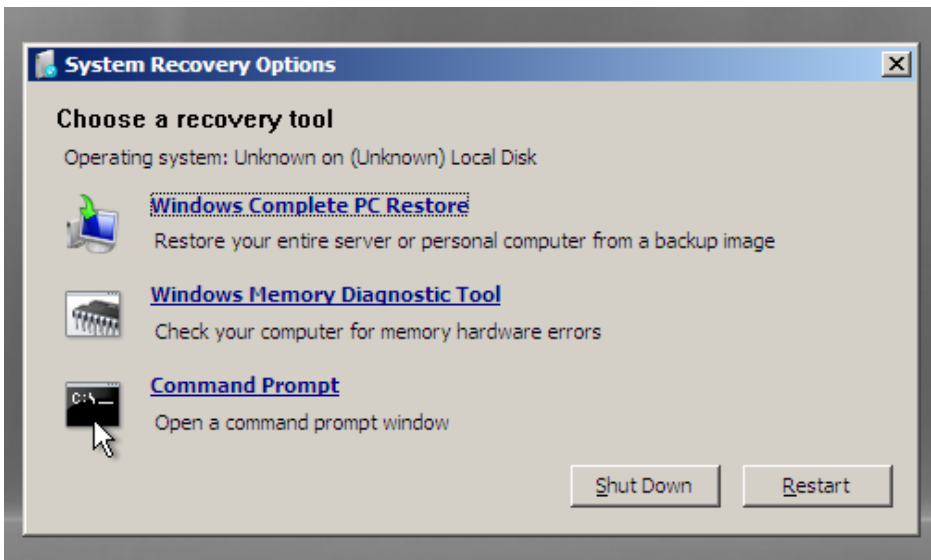 System Recovery Options
Choose a recovery tool
Operating system: Unknown on (Unknown) Local Disk
Windows Complete PC Restore
Restore your entire server or personal computer from a backup image
Windows Memory Diagnostic Tool
Check your computer for memory hardware errors
C:\_
Command Prompt
Open a command prompt window
Shut Down Restart